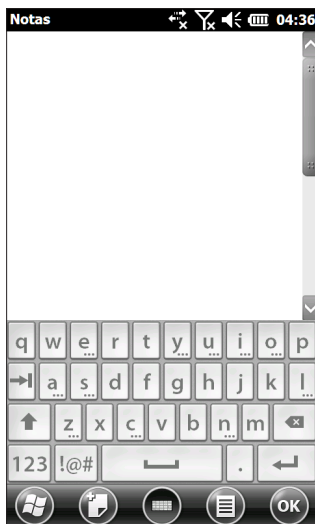 Notas 04:36
q w e r t y u i o p
a s d f g h j k l
z x c v b n m
123 !@# .
OK